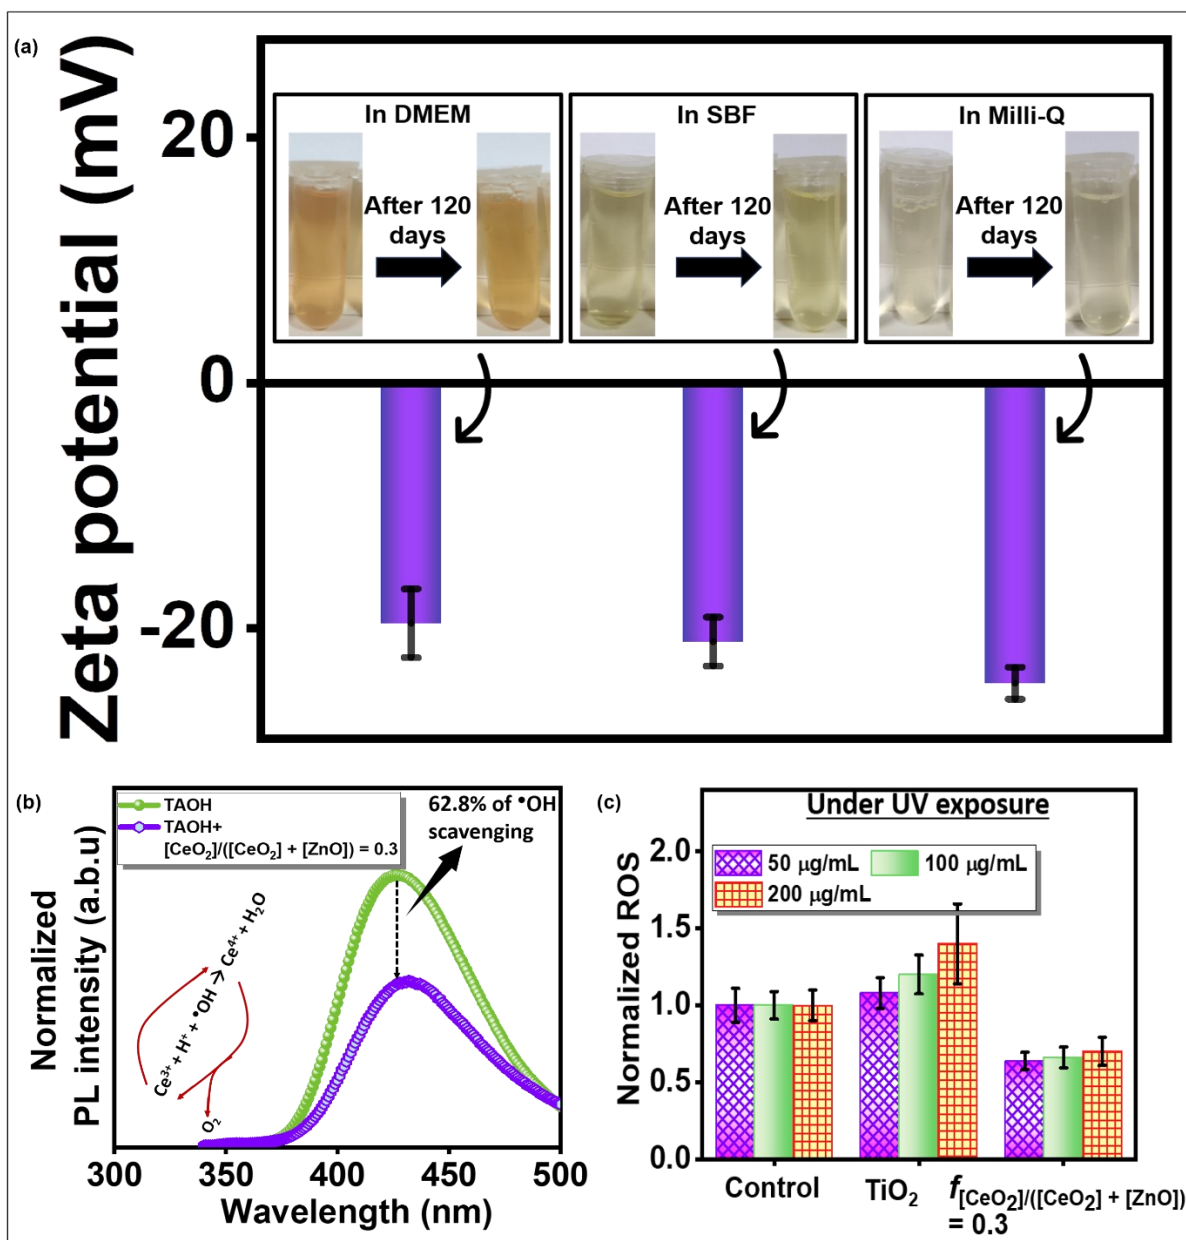 (a)
Zeta potential (mV)
20
0
-20
In DMEM
After 120
days
In SBF
After 120
days
In Milli-Q
After 120
days
(b)
Normalized
PL intensity (a.b.u)
TAOH
TAOH+
[CeO₂]/([CeO₂] + [ZnO]) = 0.3
62.8% of •OH
scavenging
Ce³⁺ + H⁺ + •OH → Ce⁴⁺ + H₂O
O₂
300 350 400 450 500
Wavelength (nm)
(c)
Under UV exposure
Normalized ROS
2.0
1.5
1.0
0.5
0.0
50 μg/mL
100 μg/mL
200 μg/mL
Control
TiO₂
f[CeO₂]/([CeO₂] + [ZnO])
= 0.3